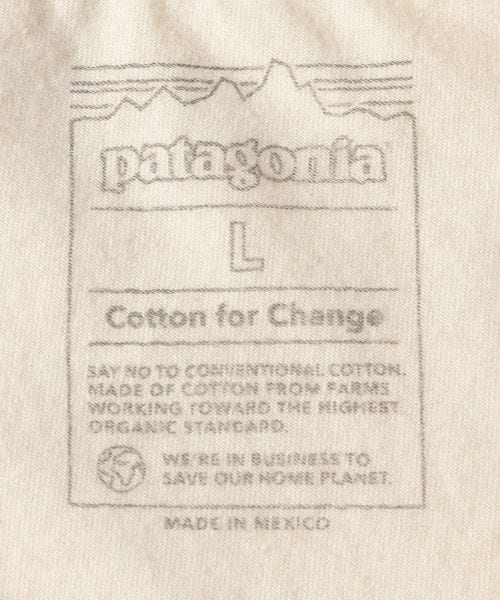 patagonia
L
Cotton for Change
SAY NO TO CONVENTIONAL COTTON.
MADE OF COTTON FROM FARMS
WORKING TOWARD THE HIGHEST
ORGANIC STANDARD.
WE'RE IN BUSINESS TO
SAVE OUR HOME PLANET.
MADE IN MEXICO